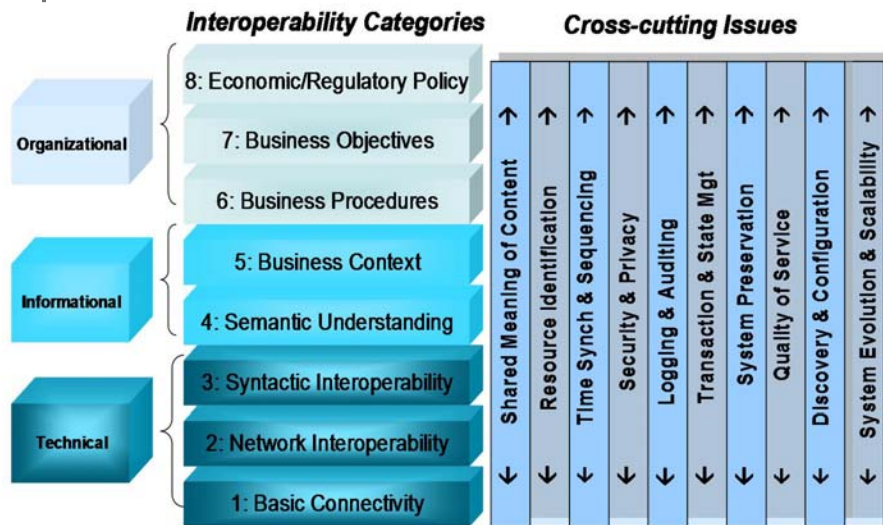 Interoperability Categories
Cross-cutting Issues
Organizational
8: Economic/Regulatory Policy
7: Business Objectives
6: Business Procedures
Informational
5: Business Context
4: Semantic Understanding
Technical
3: Syntactic Interoperability
2: Network Interoperability
1: Basic Connectivity
Shared Meaning of Content
Resource Identification
Time Synch & Sequencing
Security & Privacy
Logging & Auditing
Transaction & State Mgt
System Preservation
Quality of Service
Discovery & Configuration
System Evolution & Scalability